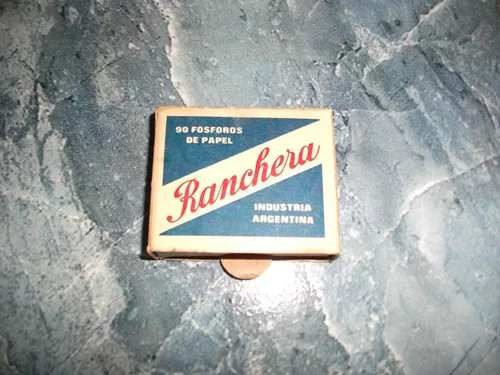 90 FOSFOROS
DE PAPEL
Ranchera
INDUSTRIA
ARGENTINA